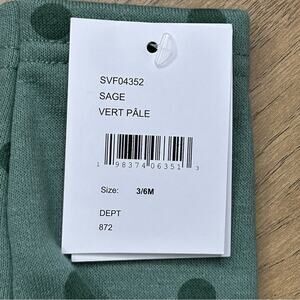 SVF04352
SAGE
VERT PÂLE
1 98374 06351 3
Size: 3/6M
DEPT
872